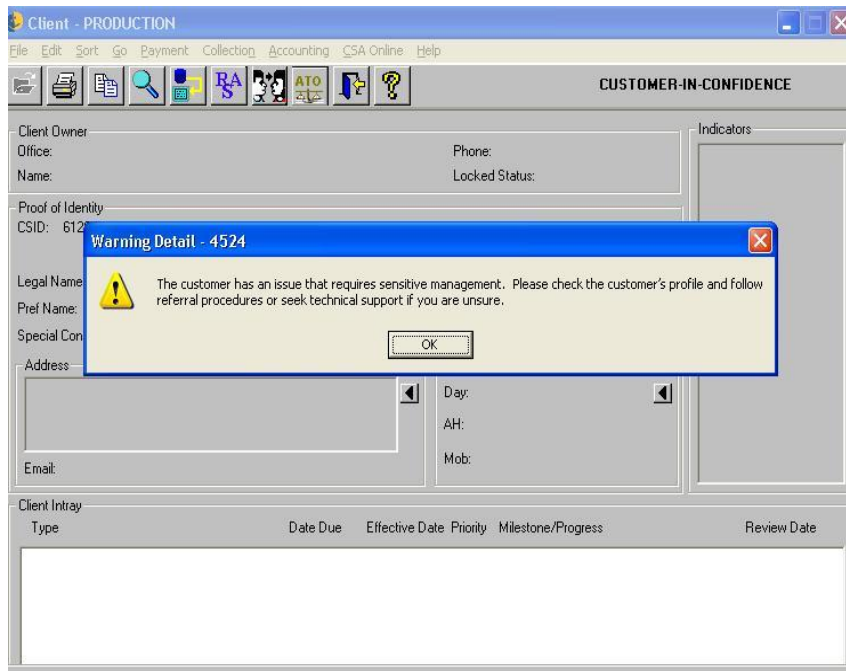 Client - PRODUCTION
File Edit Sort Go Payment Collection Accounting CSA Online Help
RAS ATO ? CUSTOMER-IN-CONFIDENCE
Client Owner
Indicators
Office: Phone:
Name: Locked Status:
Proof of Identity
CSID: 612
Warning Detail - 4524
Legal Name
The customer has an issue that requires sensitive management. Please check the customer's profile and follow
referral procedures or seek technical support if you are unsure.
Pref Name:
Special Con
OK
Address
Day:
AH:
Mob:
Email:
Client Intray
Type Date Due Effective Date Priority Milestone/Progress Review Date